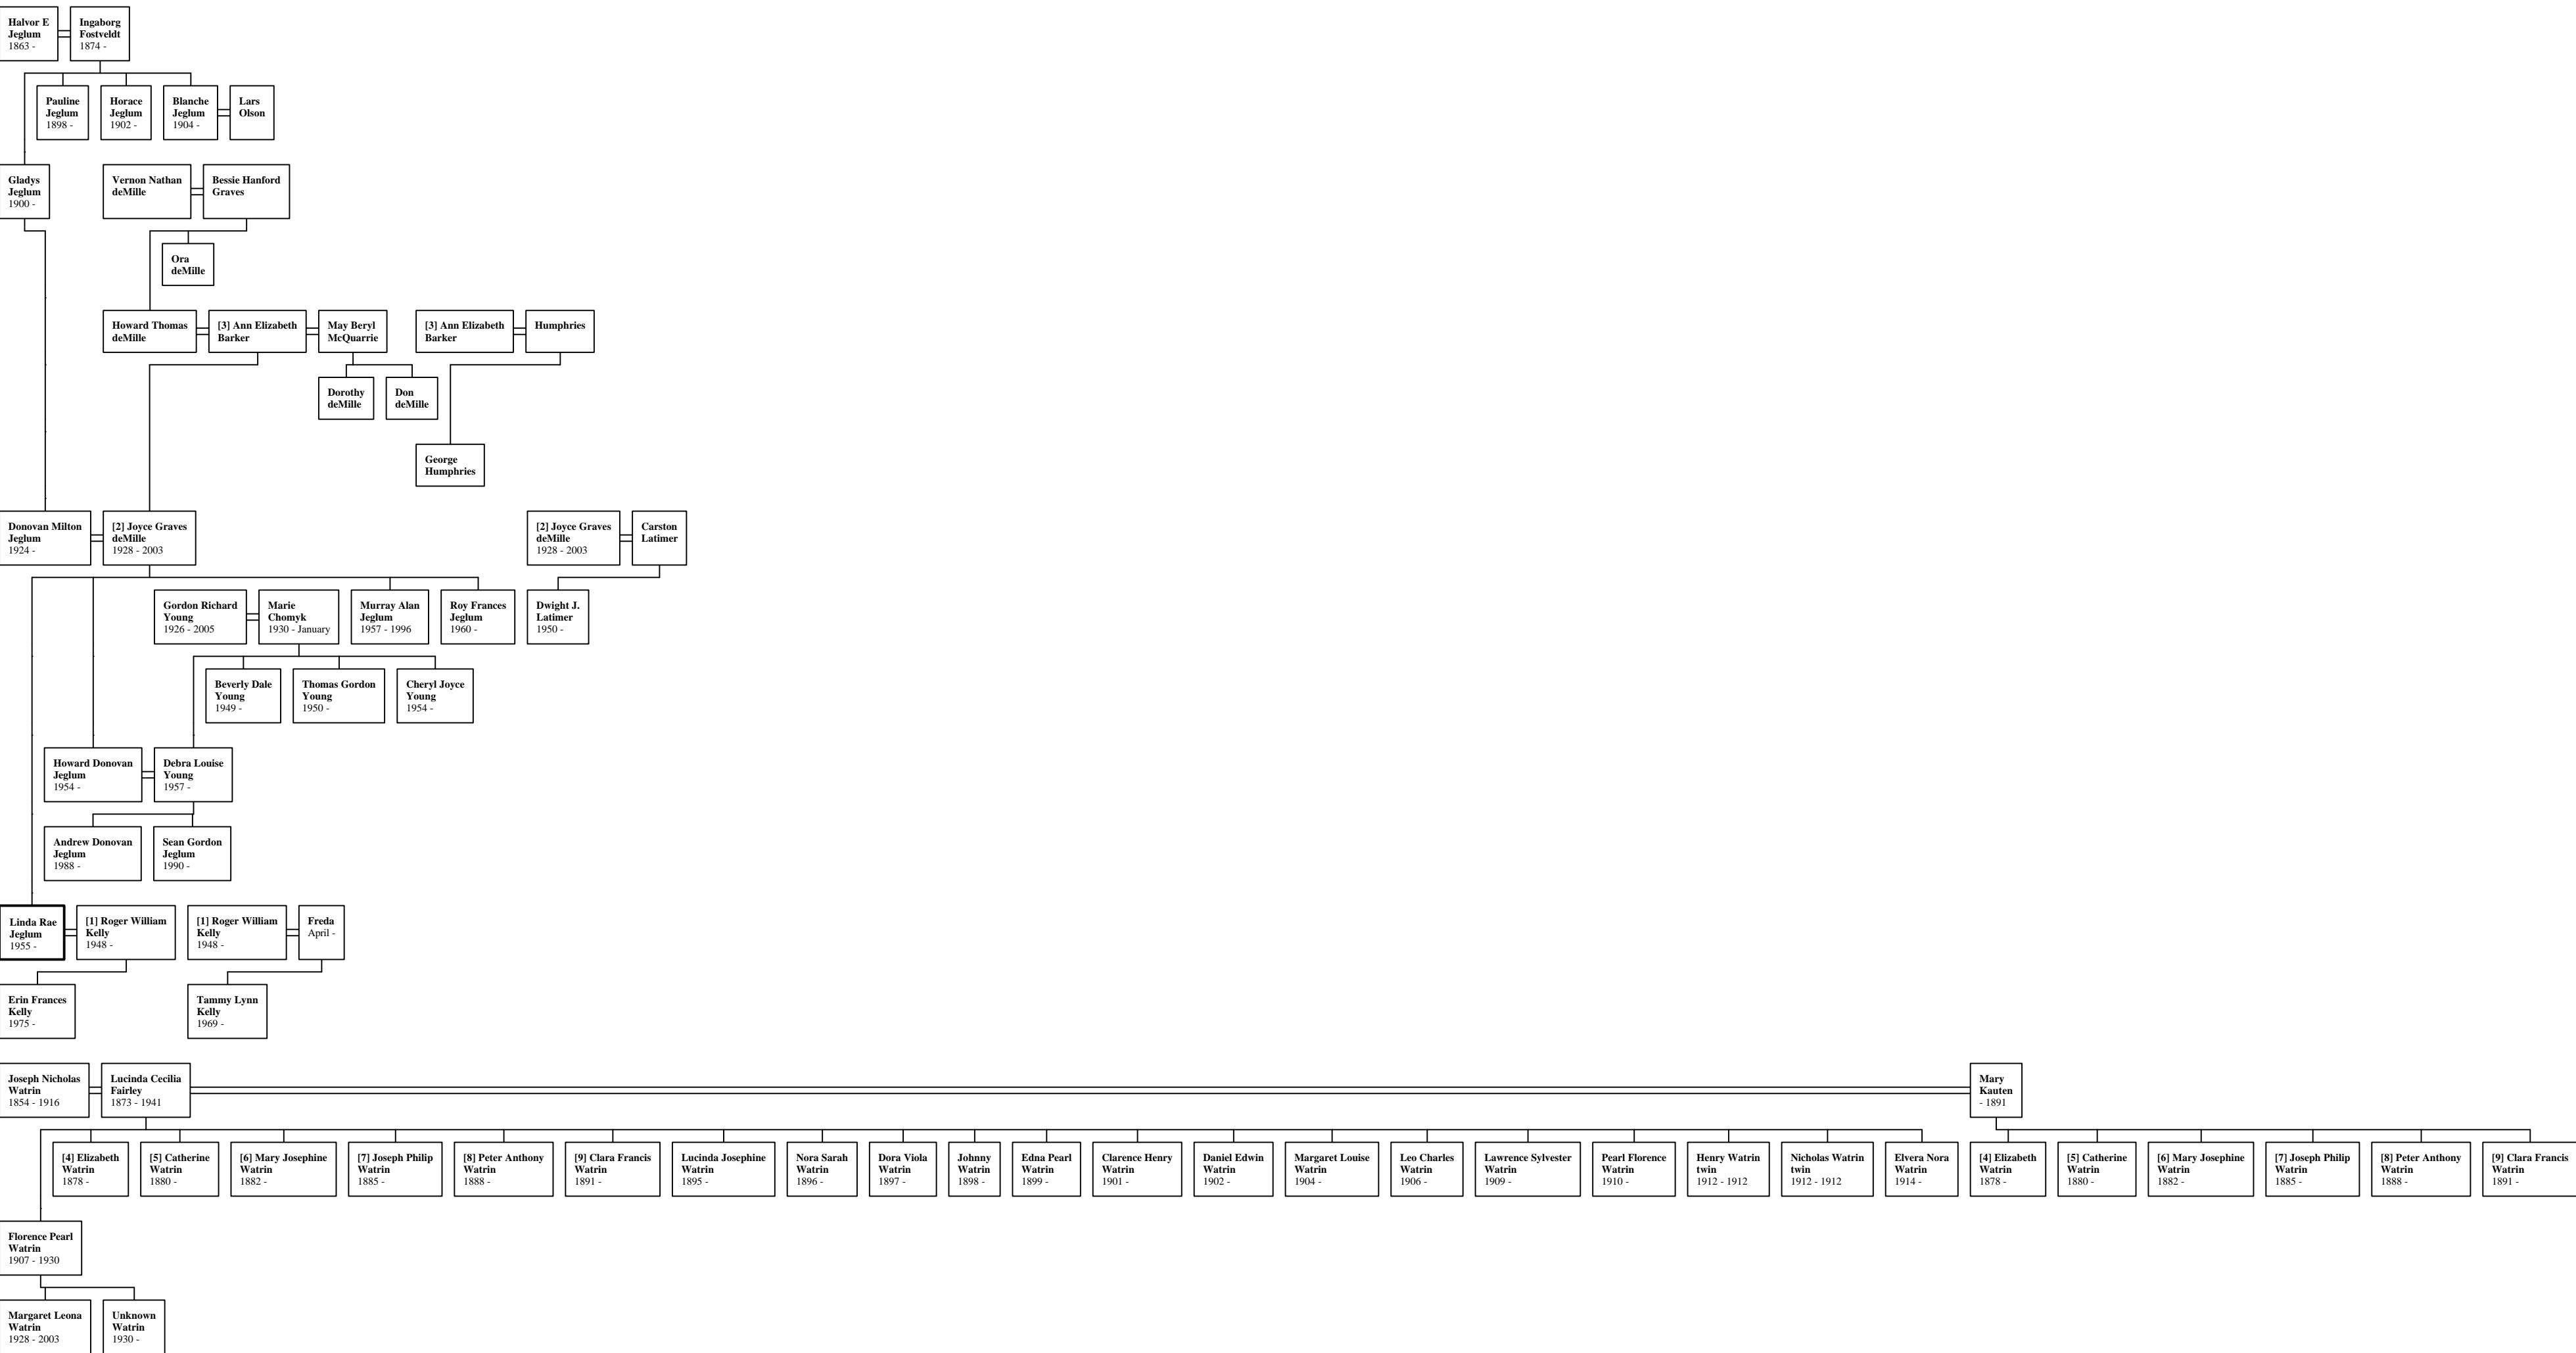 Halvor E
Jeglum
1863 -
Ingaborg
Fostveldt
1874 -
Pauline
Jeglum
1898 -
Horace
Jeglum
1902 -
Blanche
Jeglum
1904 -
Lars
Olson
Gladys
Jeglum
1900 -
Vernon Nathan
deMille
Bessie Hanford
Graves
Ora
deMille
Howard Thomas
deMille
[3] Ann Elizabeth
Barker
May Beryl
McQuarrie
[3] Ann Elizabeth
Barker
Humphries
Dorothy
deMille
Don
deMille
George
Humphries
Donovan Milton
Jeglum
1924 -
[2] Joyce Graves
deMille
1928 - 2003
[2] Joyce Graves
deMille
1928 - 2003
Carston
Latimer
Gordon Richard
Young
1926 - 2005
Marie
Chomyk
1930 - January
Murray Alan
Jeglum
1957 - 1996
Roy Frances
Jeglum
1960 -
Dwight J.
Latimer
1950 -
Beverly Dale
Young
1949 -
Thomas Gordon
Young
1950 -
Cheryl Joyce
Young
1954 -
Howard Donovan
Jeglum
1954 -
Debra Louise
Young
1957 -
Andrew Donovan
Jeglum
1988 -
Sean Gordon
Jeglum
1990 -
Linda Rae
Jeglum
1955 -
[1] Roger William
Kelly
1948 -
[1] Roger William
Kelly
1948 -
Freda
April -
Erin Frances
Kelly
1975 -
Tammy Lynn
Kelly
1969 -
Joseph Nicholas
Watrin
1854 - 1916
Lucinda Cecilia
Fairley
1873 - 1941
Mary
Kauten
- 1891
[4] Elizabeth
Watrin
1878 -
[5] Catherine
Watrin
1880 -
[6] Mary Josephine
Watrin
1882 -
[7] Joseph Philip
Watrin
1885 -
[8] Peter Anthony
Watrin
1888 -
[9] Clara Francis
Watrin
1891 -
Lucinda Josephine
Watrin
1895 -
Nora Sarah
Watrin
1896 -
Dora Viola
Watrin
1897 -
Johnny
Watrin
1898 -
Edna Pearl
Watrin
1899 -
Clarence Henry
Watrin
1901 -
Daniel Edwin
Watrin
1902 -
Margaret Louise
Watrin
1904 -
Leo Charles
Watrin
1906 -
Lawrence Sylvester
Watrin
1909 -
Pearl Florence
Watrin
1910 -
Henry Watrin
twin
1912 - 1912
Nicholas Watrin
twin
1912 - 1912
Elvera Nora
Watrin
1914 -
[4] Elizabeth
Watrin
1878 -
[5] Catherine
Watrin
1880 -
[6] Mary Josephine
Watrin
1882 -
[7] Joseph Philip
Watrin
1885 -
[8] Peter Anthony
Watrin
1888 -
[9] Clara Francis
Watrin
1891 -
Florence Pearl
Watrin
1907 - 1930
Margaret Leona
Watrin
1928 - 2003
Unknown
Watrin
1930 -